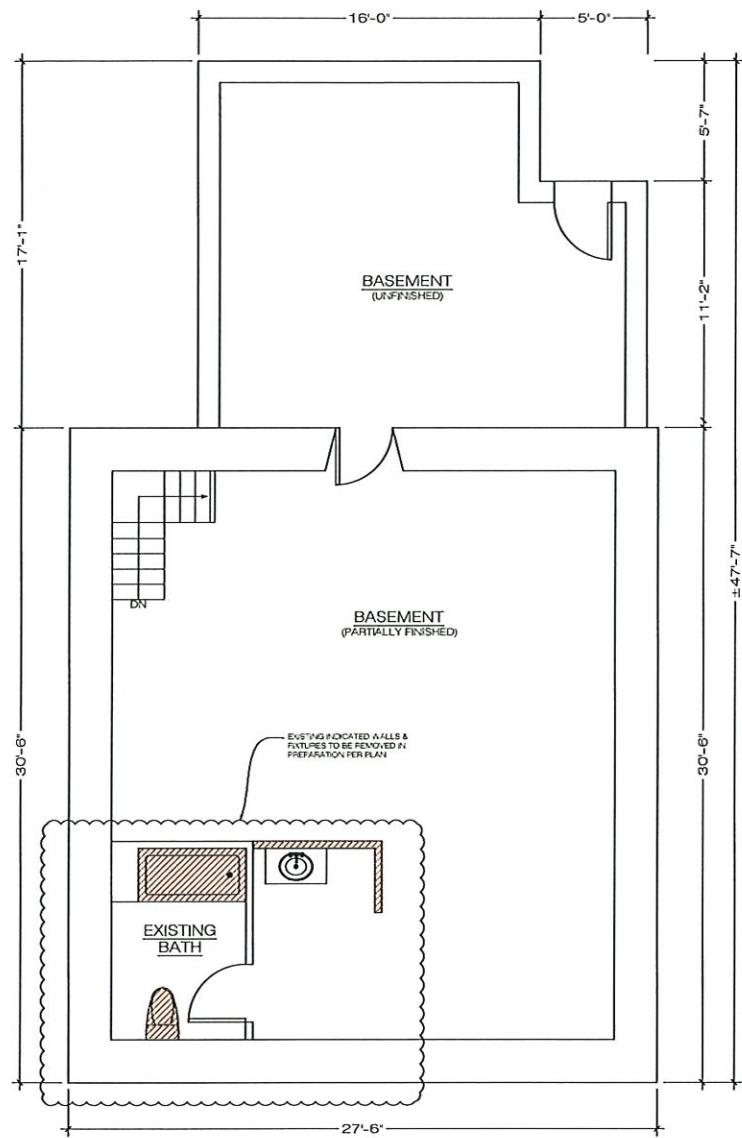 16'-0"
5'-0"
5'-7"
17'-1"
11'-2"
BASEMENT
(UNFINISHED)
±47'-7"
DN
BASEMENT
(PARTIALLY FINISHED)
EXISTING INDICATED WALLS &
FIXTURES TO BE REMOVED IN
PREPARATION PER PLAN
30'-6"
30'-6"
EXISTING
BATH
27'-6"